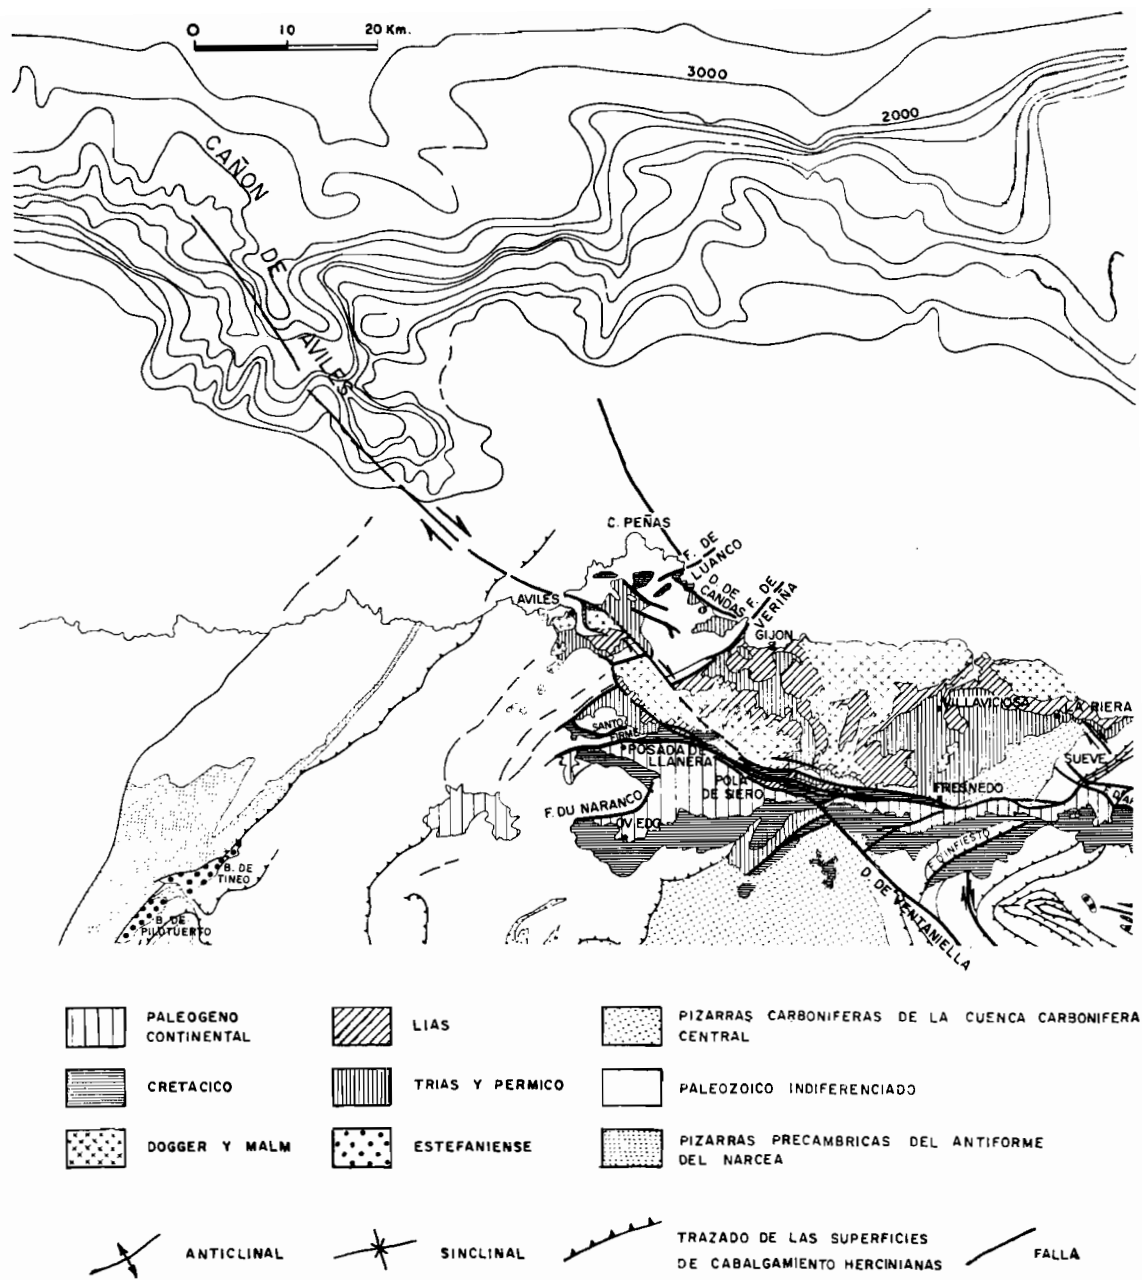 0 10 20 Km.
3000
2000
CAÑON
DE
AVILES
C. PEÑAS
F. DE
LUANCO
D. DE
CANDAS
F. DE
VERIÑA
AVILES
GIJON
VILLAVICIOSA
LA RIERA
SANTO
FIRME
POSADA DE
LLANERA
SUEVE
POLA
DE SIERO
FRESNEDO
F. DU NARANCO
OVIEDO
F. D'INFIESTO
B. DE
TINEO
D. DE VENTANIELLA
B. DE
PILOTUERTO
PALEOGENO
CONTINENTAL
LIAS
PIZARRAS CARBONIFERAS DE LA CUENCA CARBONIFERA
CENTRAL
CRETACICO
TRIAS Y PERMICO
PALEOZOICO INDIFERENCIADO
DOGGER Y MALM
ESTEFANIENSE
PIZARRAS PRECAMBRICAS DEL ANTIFORME
DEL NARCEA
ANTICLINAL
SINCLINAL
TRAZADO DE LAS SUPERFICIES
DE CABALGAMIENTO HERCINIANAS
FALLA